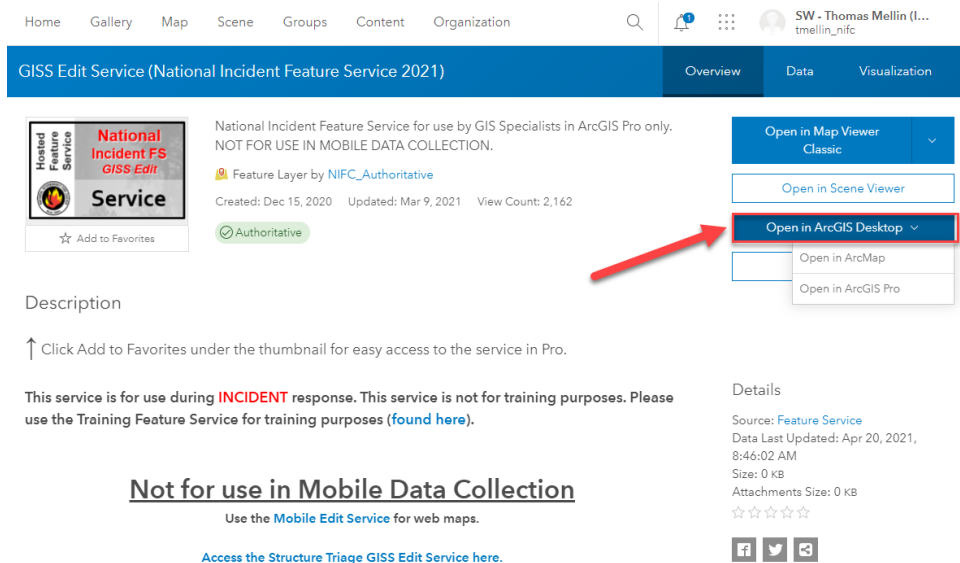 Home Gallery Map Scene Groups Content Organization
1
SW - Thomas Mellin (I...
tmellin_nifc
GISS Edit Service (National Incident Feature Service 2021)
Overview Data Visualization
Hosted
Feature
Service
National
Incident FS
GISS Edit
Service
Add to Favorites
National Incident Feature Service for use by GIS Specialists in ArcGIS Pro only.
NOT FOR USE IN MOBILE DATA COLLECTION.
Feature Layer by NIFC_Authoritative
Created: Dec 15, 2020 Updated: Mar 9, 2021 View Count: 2,162
Authoritative
Open in Map Viewer
Classic
Open in Scene Viewer
Open in ArcGIS Desktop
Open in ArcMap
Open in ArcGIS Pro
Description
↑ Click Add to Favorites under the thumbnail for easy access to the service in Pro.
This service is for use during INCIDENT response. This service is not for training purposes. Please
use the Training Feature Service for training purposes (found here).
Not for use in Mobile Data Collection
Use the Mobile Edit Service for web maps.
Access the Structure Triage GISS Edit Service here.
Details
Source: Feature Service
Data Last Updated: Apr 20, 2021,
8:46:02 AM
Size: 0 KB
Attachments Size: 0 KB